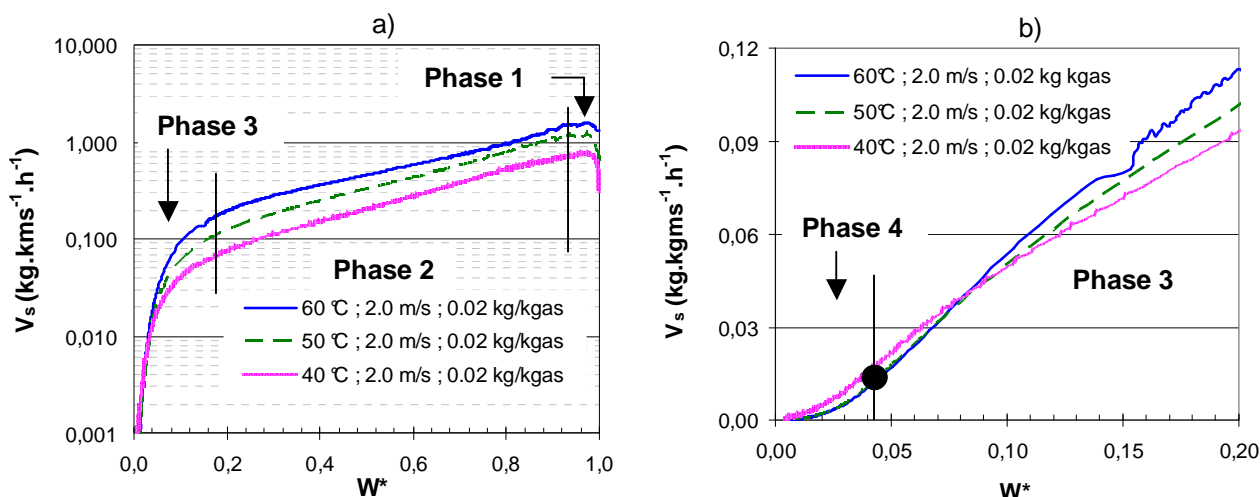 a)
10,000
1.000
0,100
0,010
0,001
Vs (kg.kms⁻¹.h⁻¹)
Phase 1
Phase 3
Phase 2
60 ℃ ; 2.0 m/s ; 0.02 kg/kgas
50 ℃ ; 2.0 m/s ; 0.02 kg/kgas
40 ℃ ; 2.0 m/s ; 0.02 kg/kgas
0,0 0,2 0,4 0,6 0,8 1,0
W*
b)
0,12
0,09
0,06
0,03
0,00
Vs (kg.kgms⁻¹.h⁻¹)
60℃ ; 2.0 m/s ; 0.02 kg kgas
50℃ ; 2.0 m/s ; 0.02 kg/kgas
40℃ ; 2.0 m/s ; 0.02 kg/kgas
Phase 4
Phase 3
0,00 0,05 0,10 0,15 0,20
W*